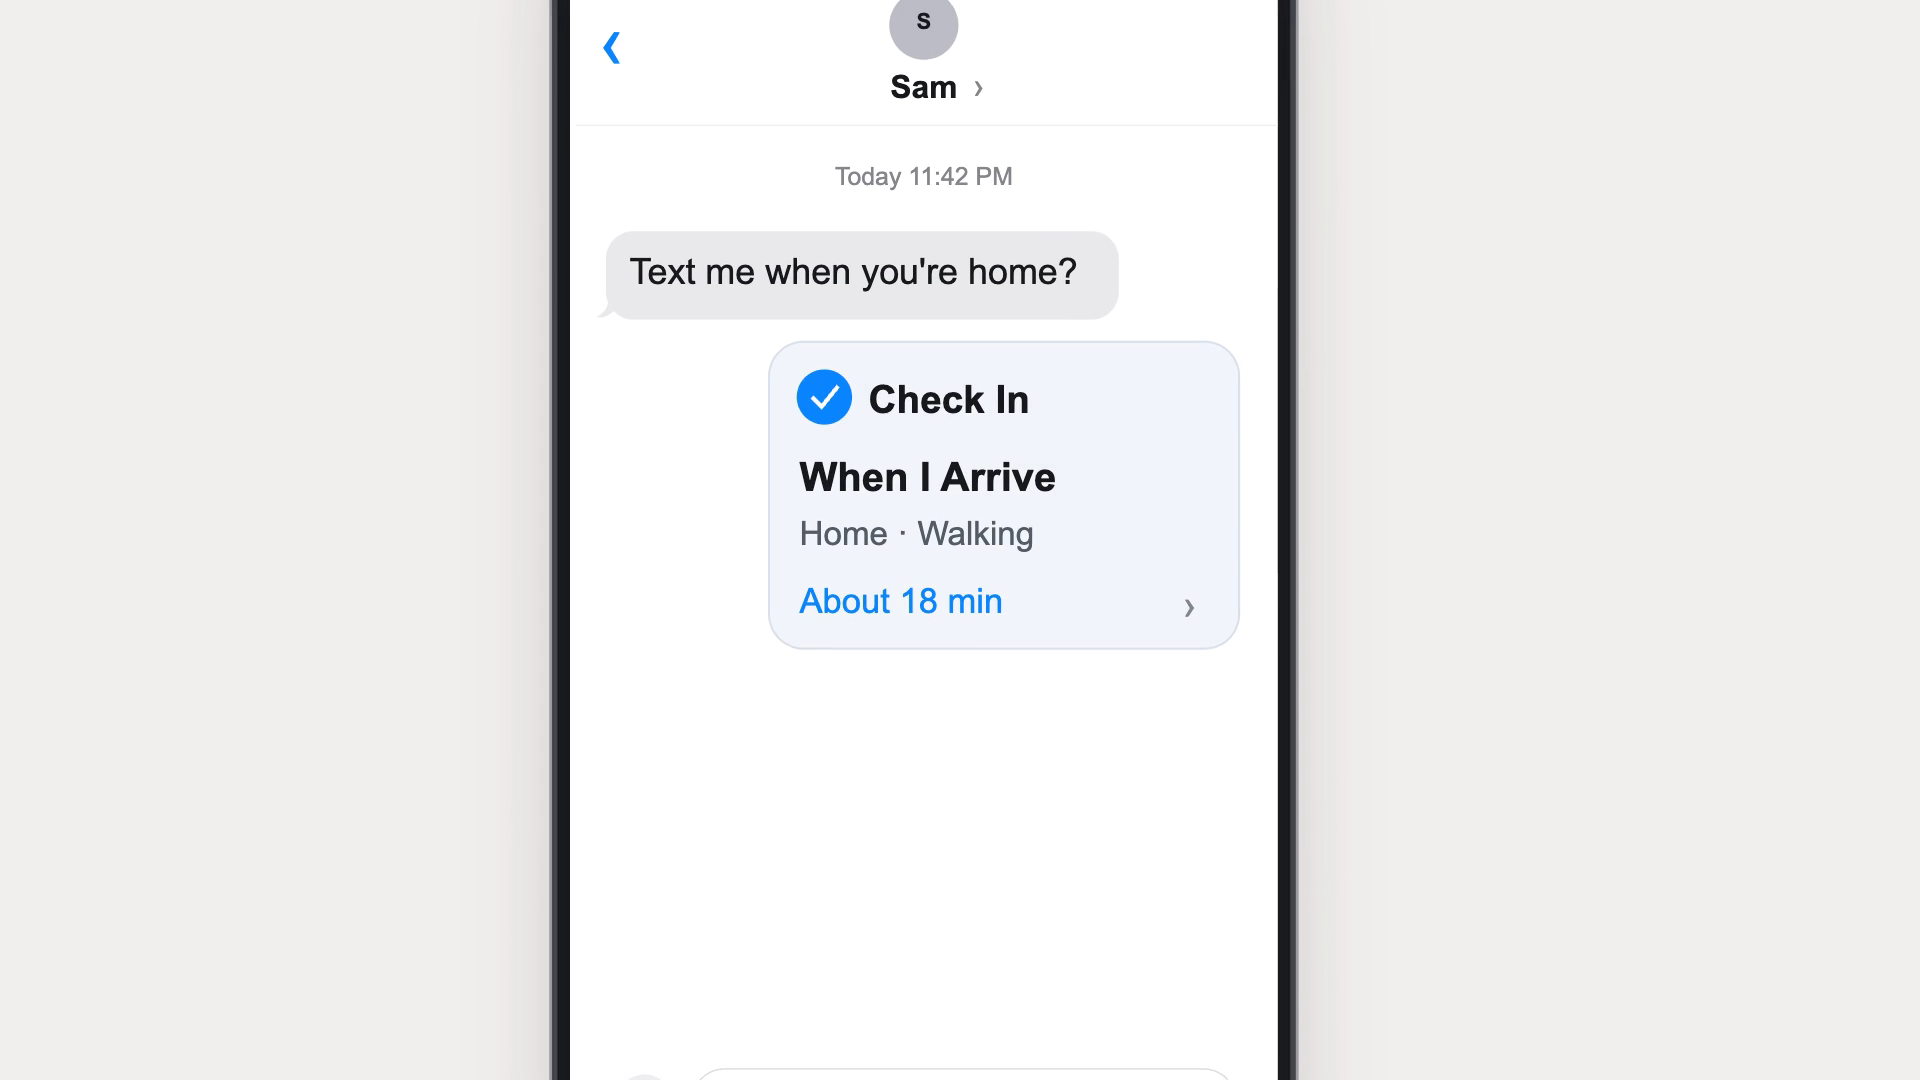 S
Sam
Today 11:42 PM
Text me when you're home?
Check In
When I Arrive
Home · Walking
About 18 min